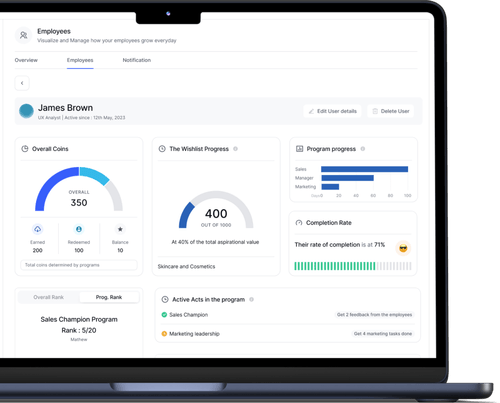 Employees
Visualize and Manage how your employees grow everyday
Overview
Employees
Notification
James Brown
UX Analyst | Active since : 12th May, 2023
Edit User details
Delete User
Overall Coins
OVERALL
350
Earned
200
Redeemed
100
Balance
10
Total coins determined by programs
The Wishlist Progress
400
OUT OF 1000
At 40% of the total aspirational value
Skincare and Cosmetics
Program progress
Sales
Manager
Marketing
20
40
60
80
100
Completion Rate
Their rate of completion is at 71%
Overall Rank
Prog. Rank
Sales Champion Program
Rank : 5/20
Mathew
Active Acts in the program
Sales Champion
Get 2 feedback from the employees
Marketing leadership
Get 4 marketing tasks done